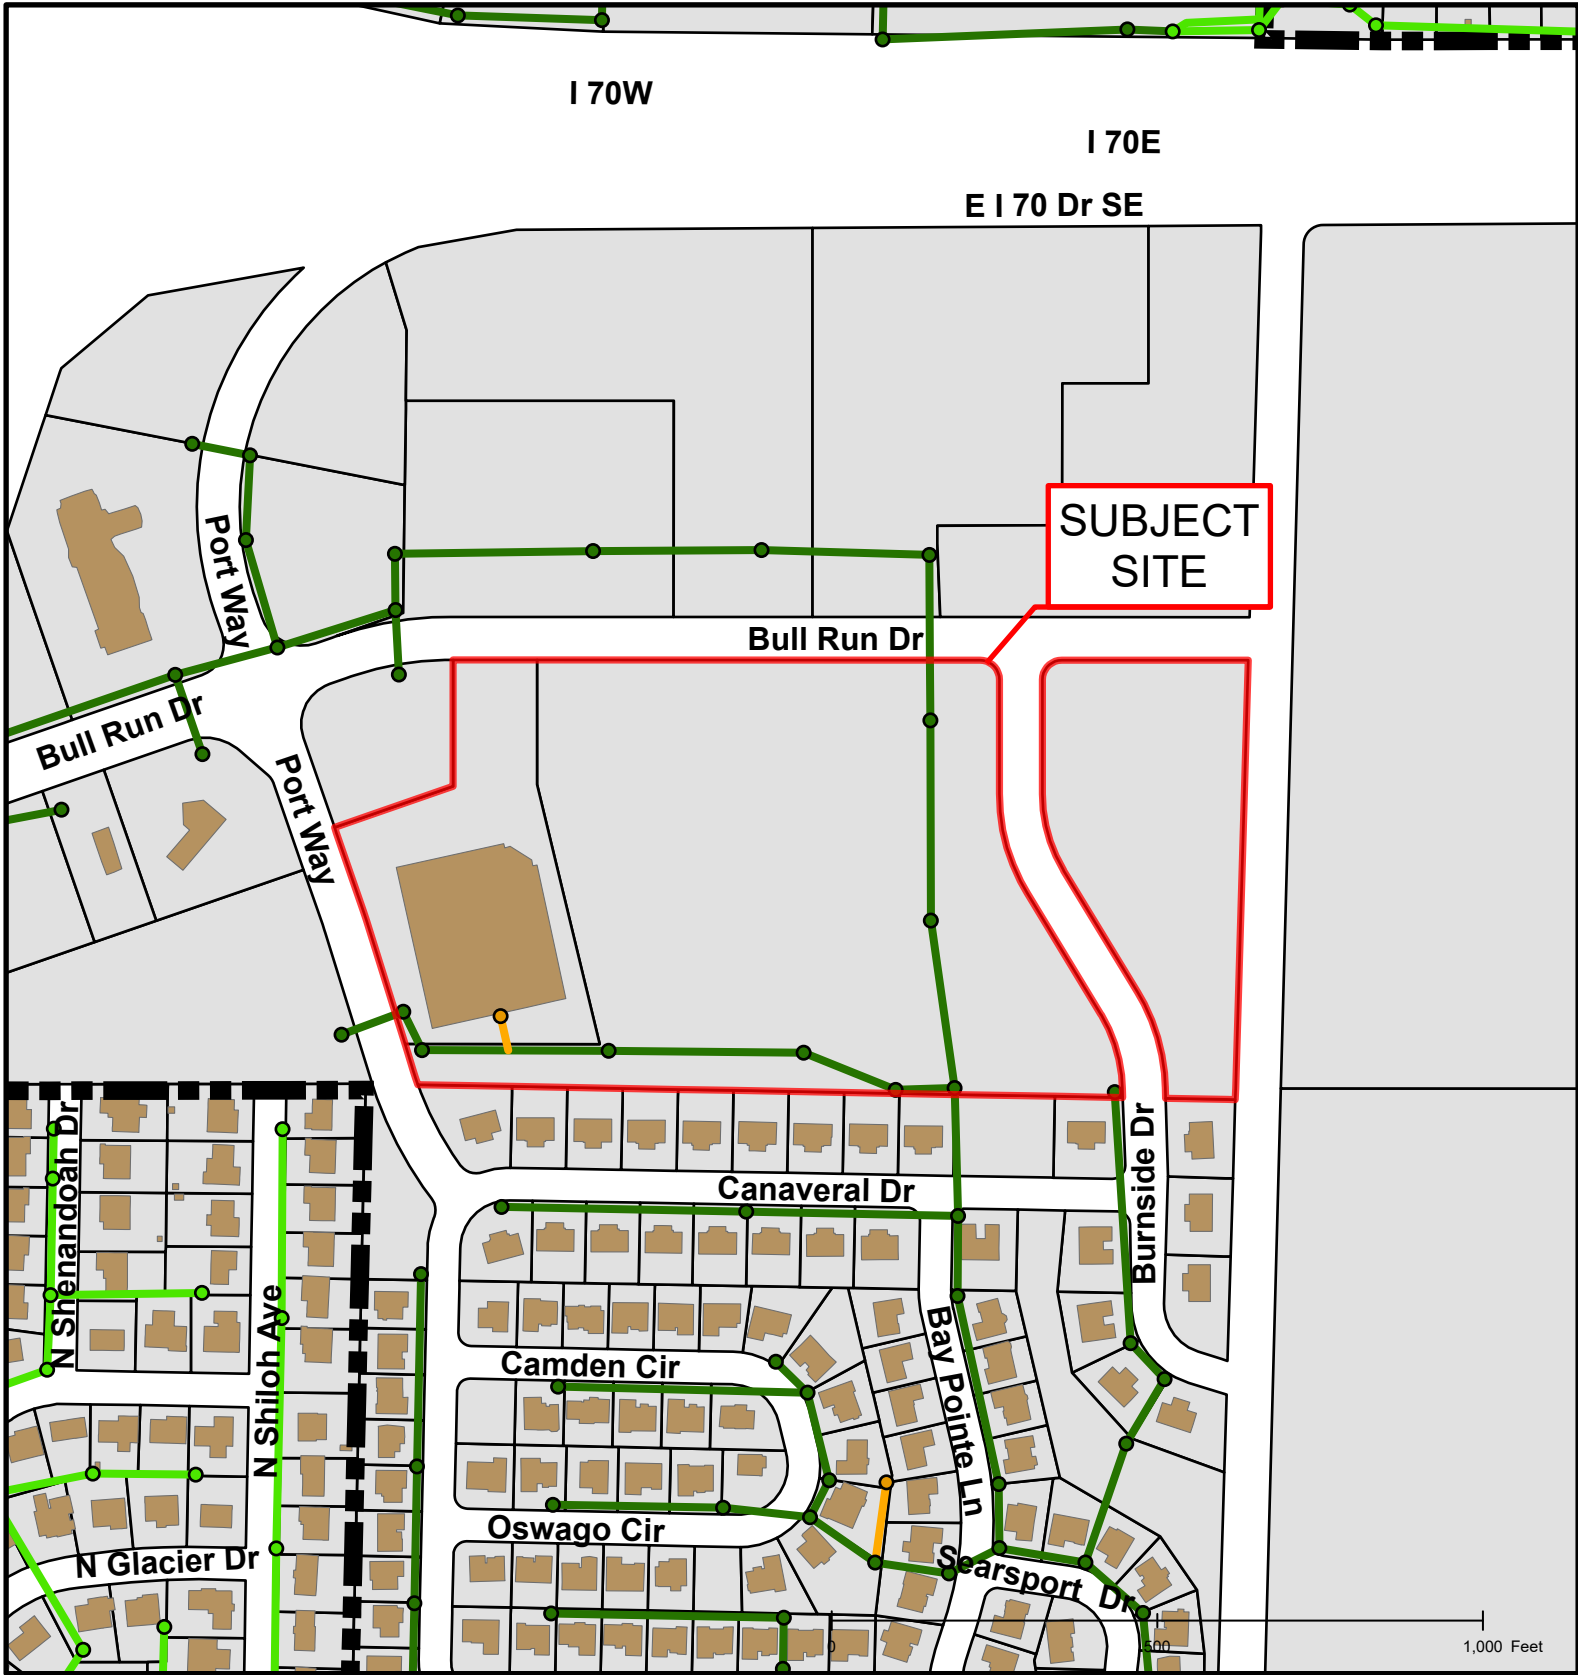 I 70W
I 70E
E I 70 Dr SE
SUBJECT
SITE
Port Way
Bull Run Dr
Bull Run Dr
Port Way
N Shenandoah Dr
Burnside Dr
Canaveral Dr
N Shiloh Ave
Bay Pointe Ln
Camden Cir
Oswago Cir
N Glacier Dr
Searsport Dr
0 500 1,000 Feet